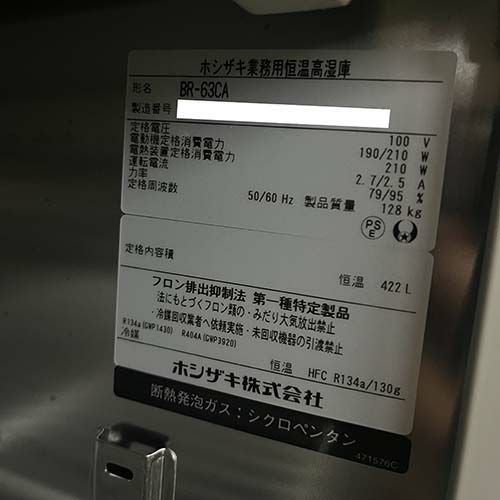 ホシザキ業務用恒温高湿庫
形名 BR-63CA
製造番号
定格電圧 100 V
電動機定格消費電力 190/210 W
電熱装置定格消費電力 210 W
運転電流 2.7/2.5 A
力率 79/95 %
定格周波数 50/60 Hz 製品質量 128 kg
PSE
定格内容積 恒温 422 L
フロン排出抑制法 第一種特定製品
法にもとづくフロン類の・みだり大気放出禁止
・冷媒回収業者へ依頼実施・未回収機器の引渡禁止
R134a(GWP1430) R404A(GWP3920)
冷媒 恒温 HFC R134a/130g
ホシザキ株式会社
断熱発泡ガス:シクロペンタン
471576C